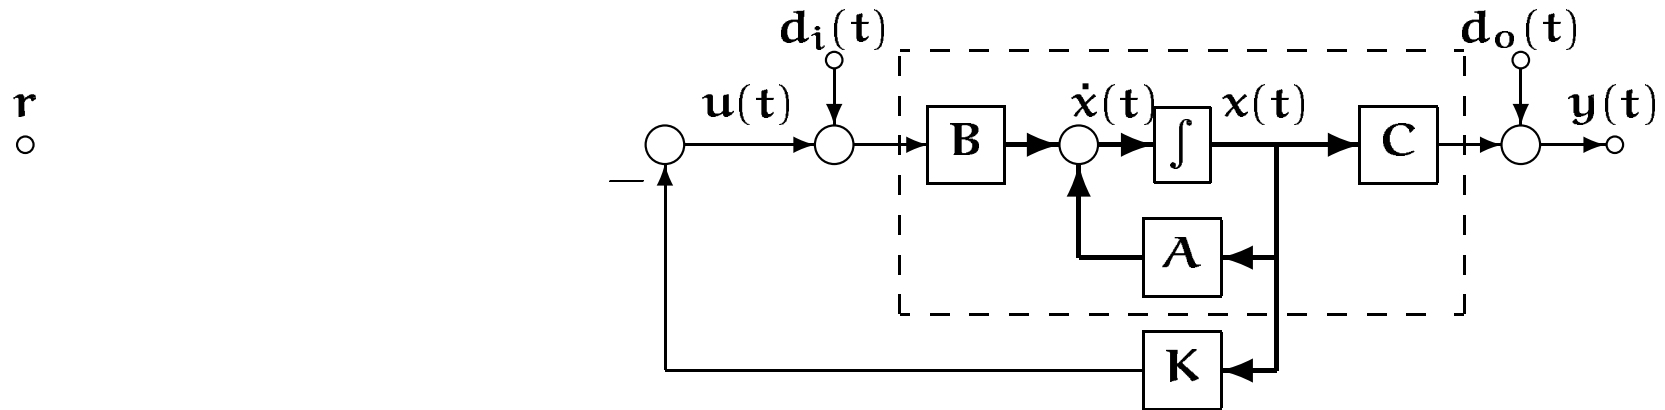 dᵢ(t) dₒ(t)
r u(t) ẋ(t) x(t) y(t)
B ∫ C
−
A
K